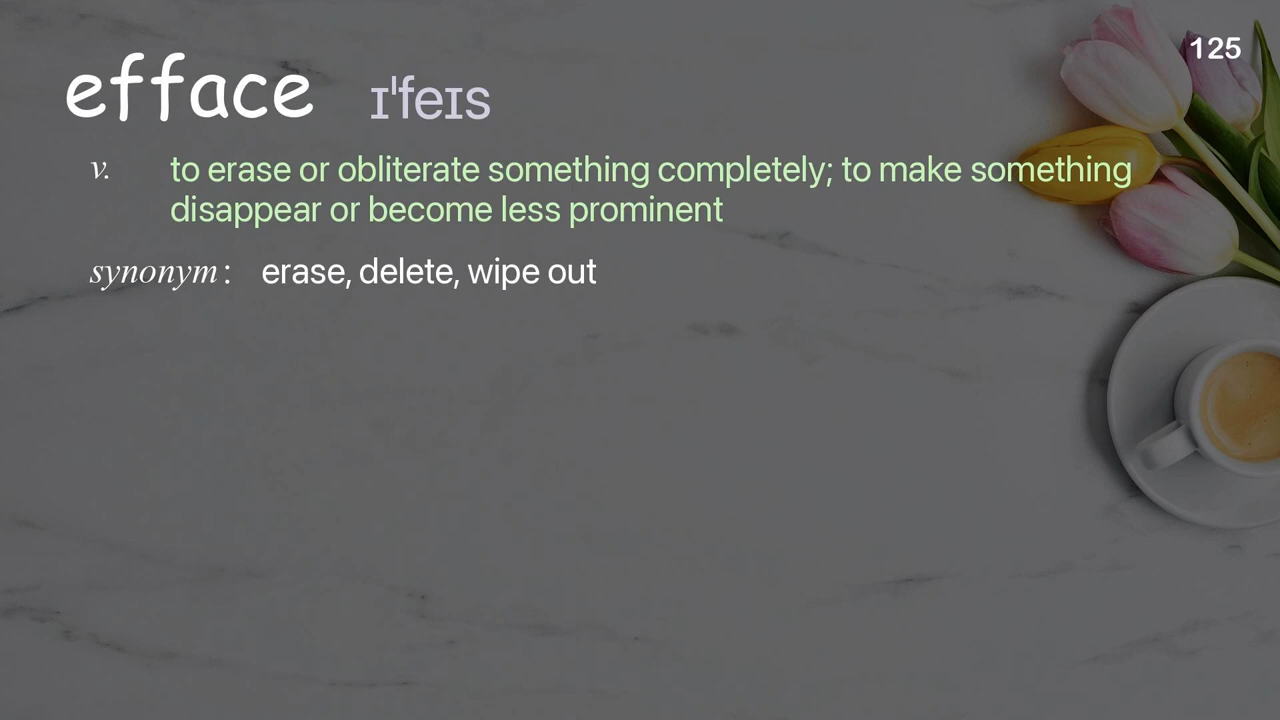 125
efface ɪˈfeɪs
v. to erase or obliterate something completely; to make something
disappear or become less prominent
synonym : erase, delete, wipe out